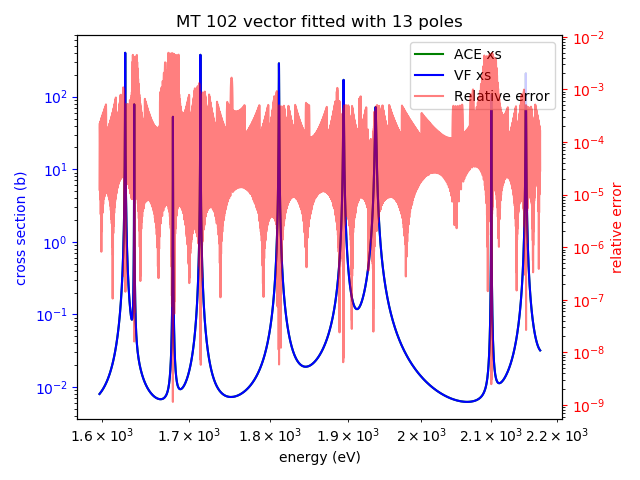 MT 102 vector fitted with 13 poles
ACE xs
VF xs
Relative error
cross section (b)
10²
10¹
10⁰
10⁻¹
10⁻²
relative error
10⁻²
10⁻³
10⁻⁴
10⁻⁵
10⁻⁶
10⁻⁷
10⁻⁸
10⁻⁹
1.6 × 10³ 1.7 × 10³ 1.8 × 10³ 1.9 × 10³ 2 × 10³ 2.1 × 10³ 2.2 × 10³
energy (eV)